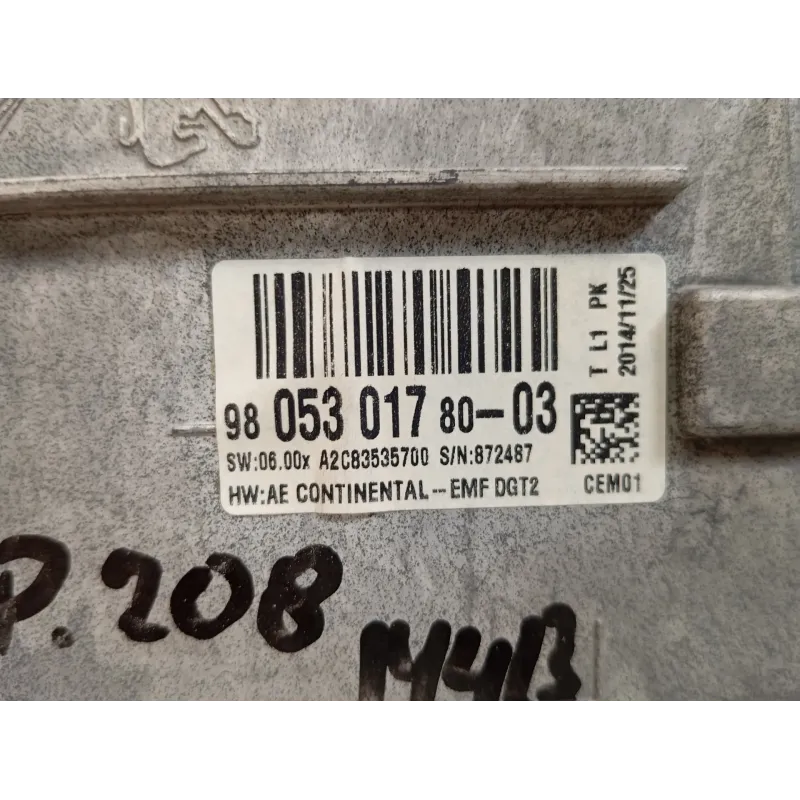 98 053 017 80-03
SW:06.00x A2C83535700 S/N:872487
HW:AE CONTINENTAL--EMF DGT2
CEM01
T L1 PK
2014/11/25
P.208